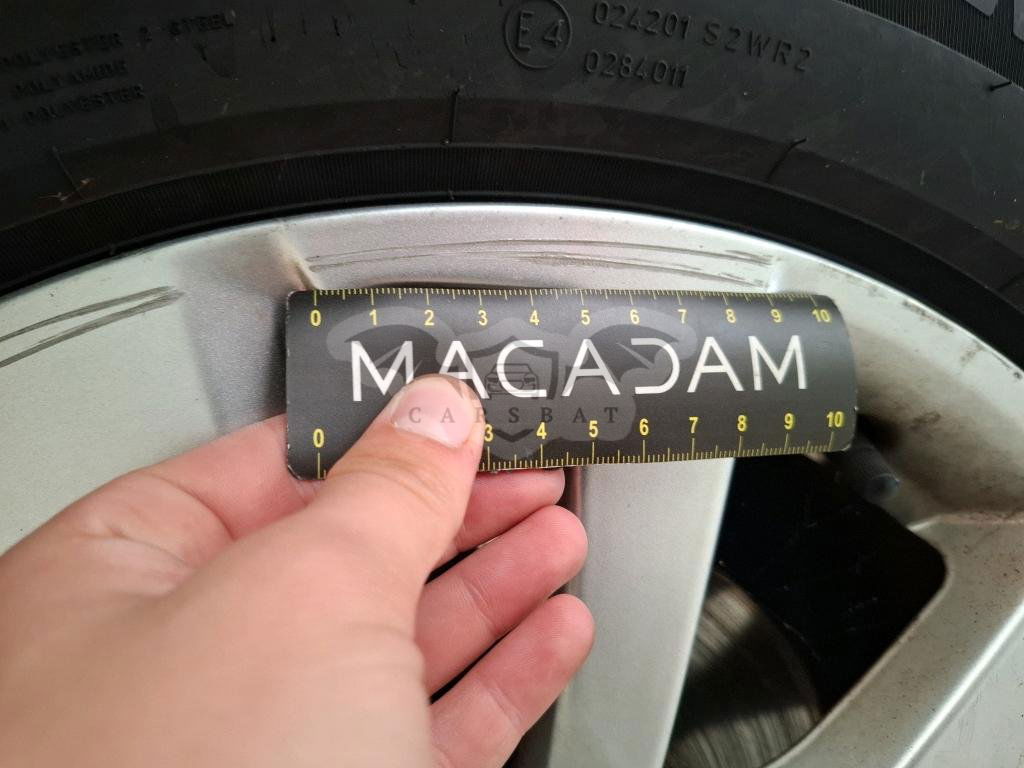 POLYESTER 2 STEEL
POLYAMIDE
POLYESTER
E4
024201 S2WR2
0284011
0 1 2 3 4 5 6 7 8 9 10
MACADAM
CARSBAT
0 3 4 5 6 7 8 9 10